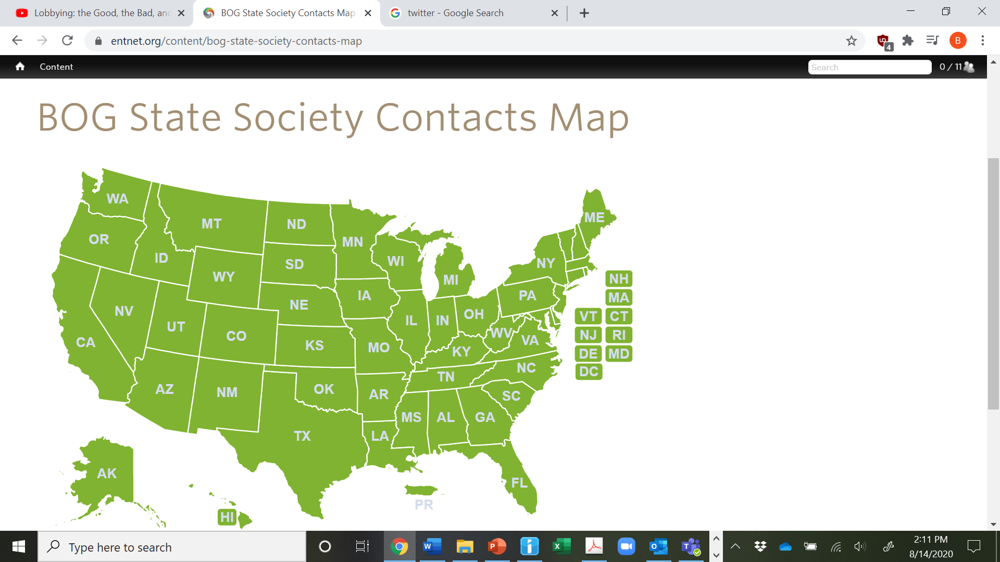 Lobbying: the Good, the Bad, an
BOG State Society Contacts Map
twitter - Google Search
entnet.org/content/bog-state-society-contacts-map
4
B
Content
Search
0 / 11
BOG State Society Contacts Map
WA
OR
ID
MT
ND
MN
WI
MI
NY
ME
SD
WY
NV
UT
CA
CO
NE
IA
IL
IN
OH
PA
WV
VA
KS
MO
KY
NC
TN
AZ
NM
OK
AR
SC
MS
AL
GA
TX
LA
FL
AK
HI
PR
NH
MA
VT CT
NJ RI
DE MD
DC
Type here to search
2:11 PM
8/14/2020